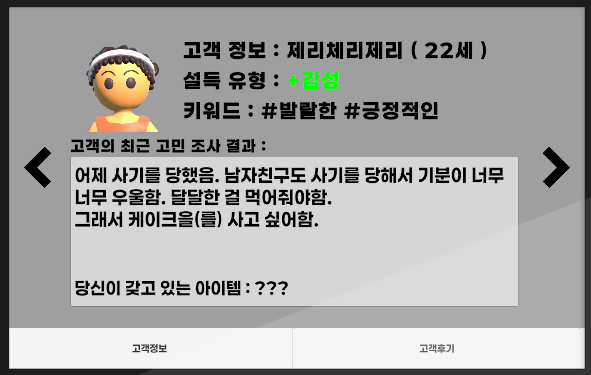 고객 정보 : 제리체리제리 ( 22세 )
설득 유형 : +감성
키워드 : #발랄한 #긍정적인
고객의 최근 고민 조사 결과 :
어제 사기를 당했음. 남자친구도 사기를 당해서 기분이 너무
너무 우울함. 달달한 걸 먹어줘야함.
그래서 케이크을(를) 사고 싶어함.
당신이 갖고 있는 아이템 : ???
고객정보
고객후기